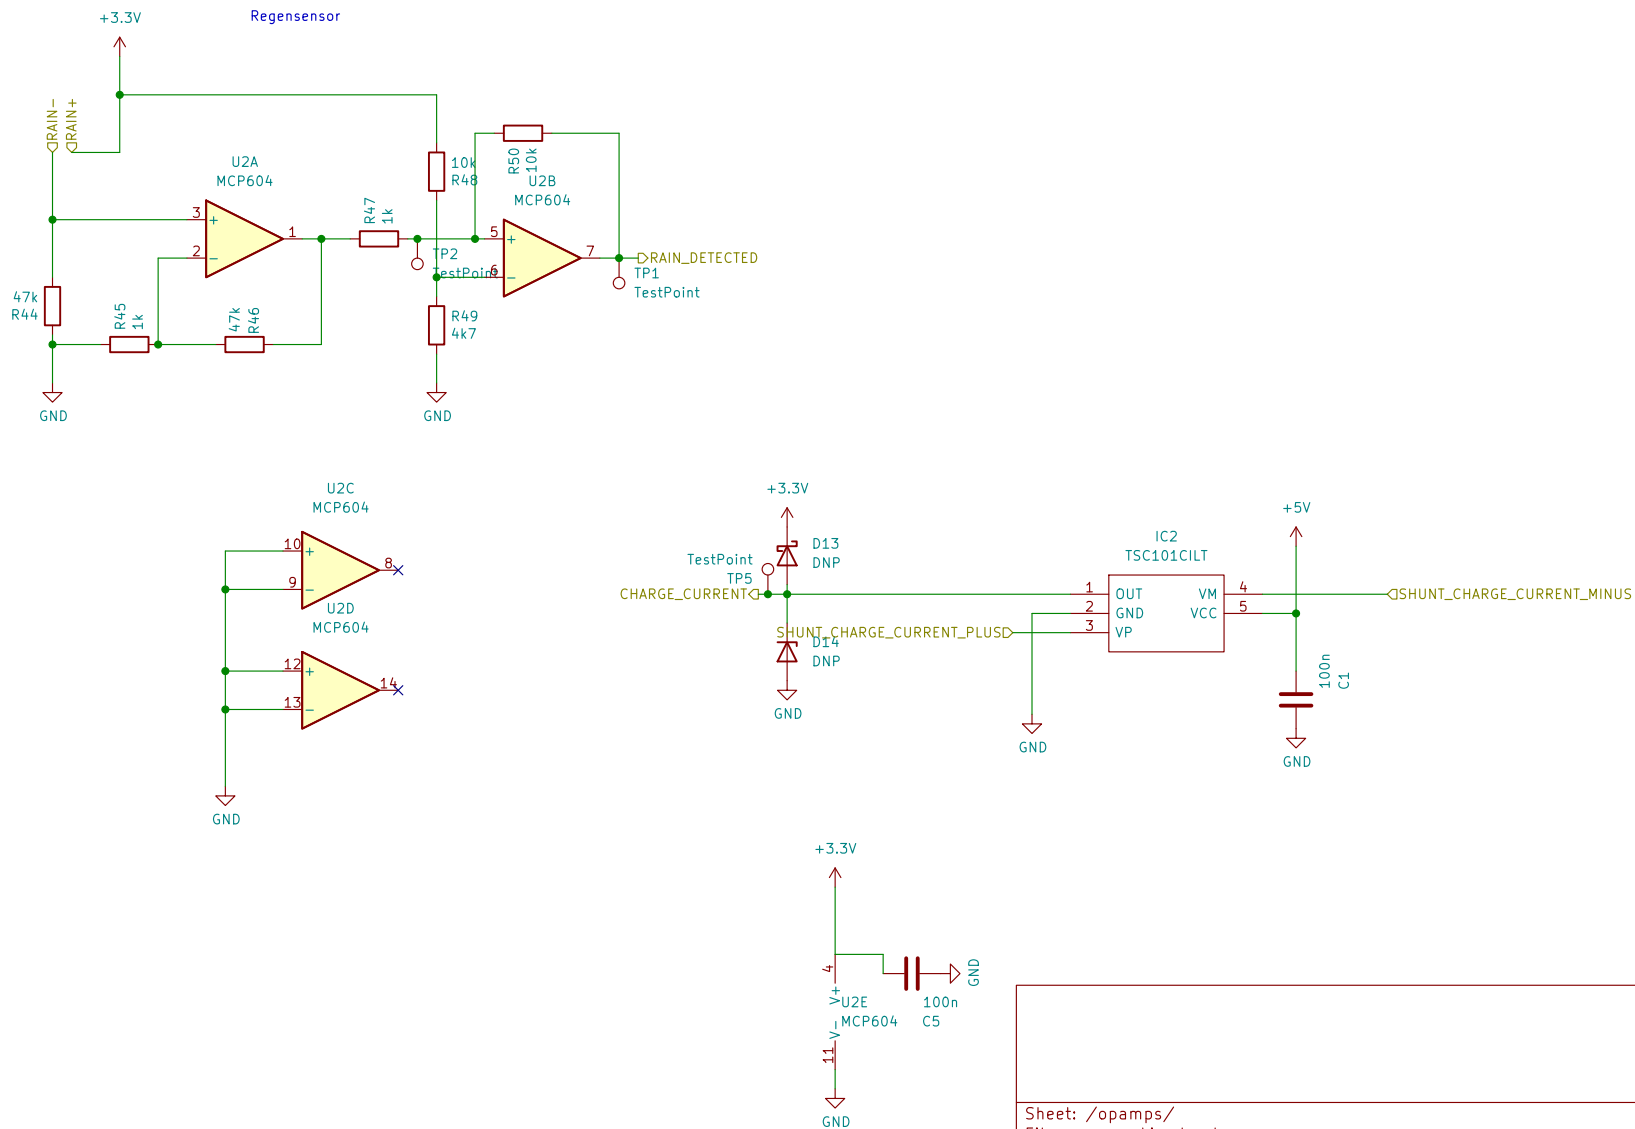 Regensensor
+3.3V
RAIN-
RAIN+
U2A
MCP604
3
+
2
−
1
47k
R44
R45
1k
47k
R46
GND
R47
1k
TP2
TestPoint
10k
R48
R49
4k7
GND
R50
10k
U2B
MCP604
5
+
6
−
7
RAIN_DETECTED
TP1
TestPoint
U2C
MCP604
10
+
9
−
8
U2D
MCP604
12
+
13
−
14
GND
+3.3V
D13
DNP
TestPoint
TP5
CHARGE_CURRENT
SHUNT_CHARGE_CURRENT_PLUS
D14
DNP
GND
IC2
TSC101CILT
1
OUT
2
GND
3
VP
VM
4
VCC
5
SHUNT_CHARGE_CURRENT_MINUS
GND
+5V
100n
C1
GND
+3.3V
4
V+
U2E
MCP604
V−
11
100n
C5
GND
GND
Sheet: /opamps/